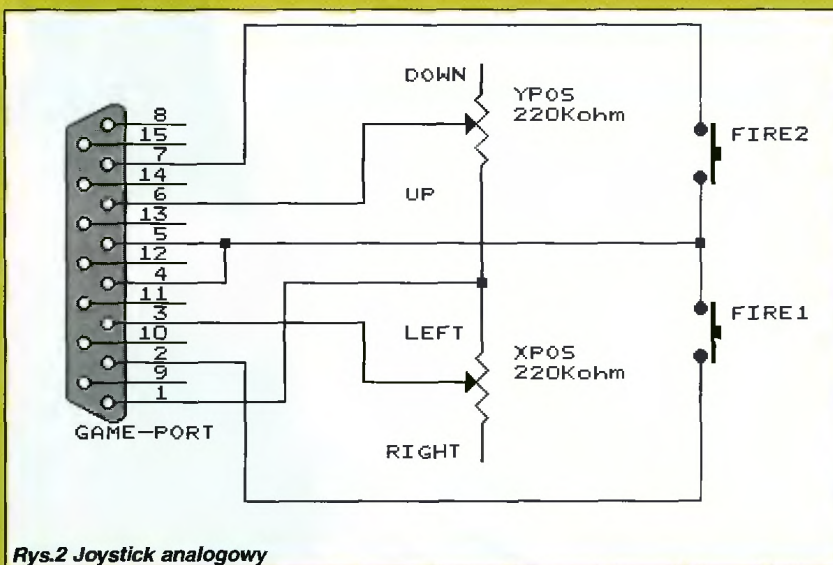 8
15
7
14
6
13
5
12
4
11
3
10
2
9
1
GAME-PORT
DOWN
YPOS
220Kohm
UP
LEFT
XPOS
220Kohm
RIGHT
FIRE2
FIRE1
Rys.2 Joystick analogowy